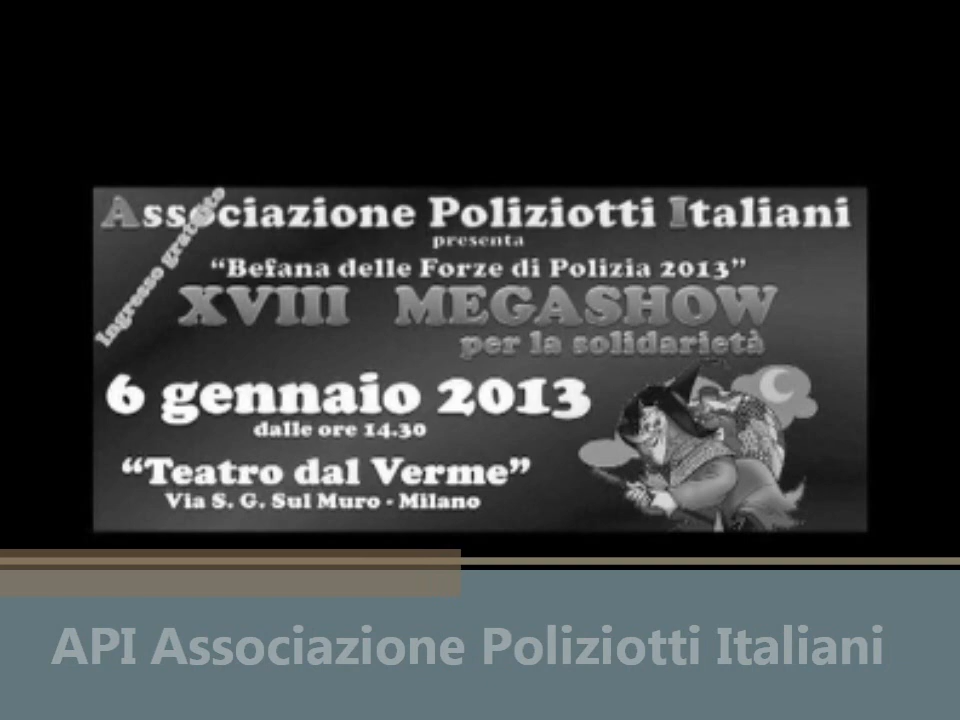 Ingresso gratuito
Associazione Poliziotti Italiani
presenta
“Befana delle Forze di Polizia 2013”
XVIII MEGASHOW
per la solidarietà
6 gennaio 2013
dalle ore 14.30
“Teatro dal Verme”
Via S. G. Sul Muro - Milano
API Associazione Poliziotti Italiani